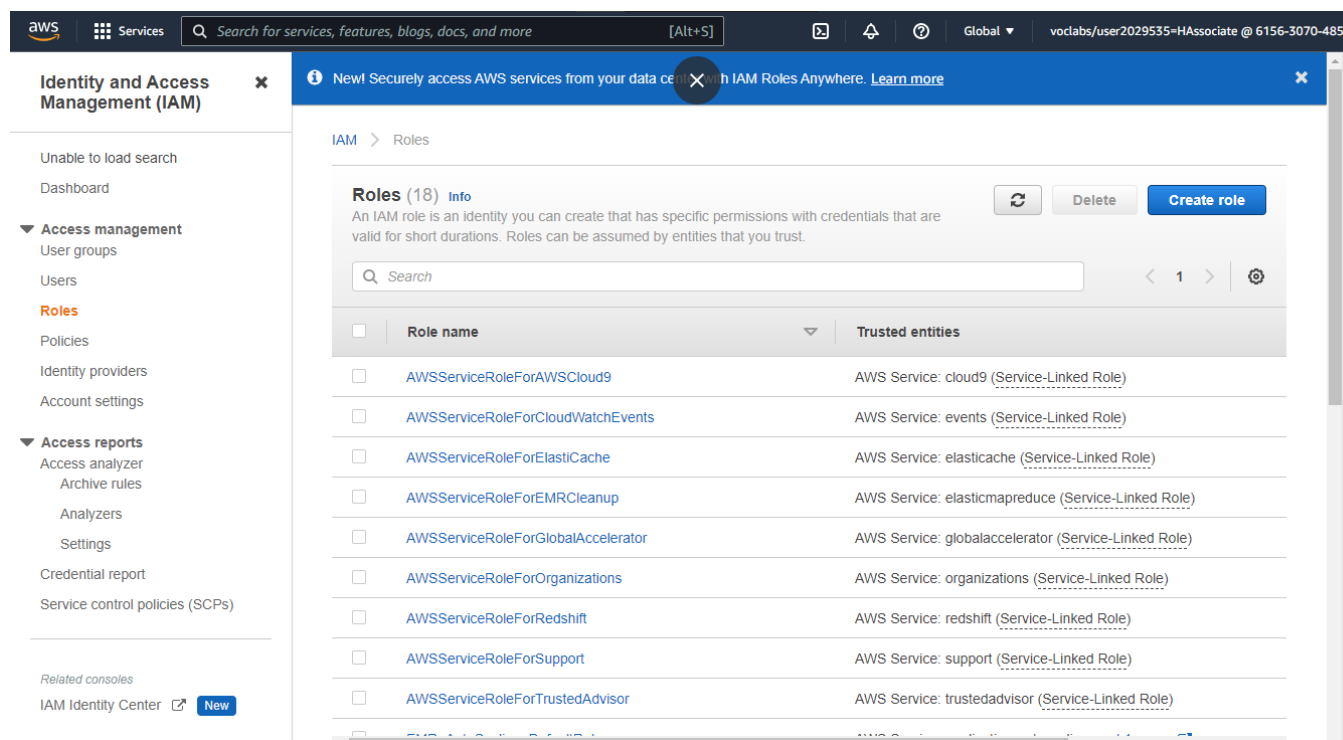 aws
Services
Search for services, features, blogs, docs, and more [Alt+S]
Global ▼
voclabs/user2029535=HAssociate @ 6156-3070-485
Identity and Access
Management (IAM)
Unable to load search
Dashboard
Access management
User groups
Users
Roles
Policies
Identity providers
Account settings
Access reports
Access analyzer
Archive rules
Analyzers
Settings
Credential report
Service control policies (SCPs)
Related consoles
IAM Identity Center New
New! Securely access AWS services from your data cen with IAM Roles Anywhere. Learn more
IAM > Roles
Roles (18) Info
An IAM role is an identity you can create that has specific permissions with credentials that are
valid for short durations. Roles can be assumed by entities that you trust.
Delete
Create role
Search
1
Role name Trusted entities
AWSServiceRoleForAWSCloud9 AWS Service: cloud9 (Service-Linked Role)
AWSServiceRoleForCloudWatchEvents AWS Service: events (Service-Linked Role)
AWSServiceRoleForElastiCache AWS Service: elasticache (Service-Linked Role)
AWSServiceRoleForEMRCleanup AWS Service: elasticmapreduce (Service-Linked Role)
AWSServiceRoleForGlobalAccelerator AWS Service: globalaccelerator (Service-Linked Role)
AWSServiceRoleForOrganizations AWS Service: organizations (Service-Linked Role)
AWSServiceRoleForRedshift AWS Service: redshift (Service-Linked Role)
AWSServiceRoleForSupport AWS Service: support (Service-Linked Role)
AWSServiceRoleForTrustedAdvisor AWS Service: trustedadvisor (Service-Linked Role)